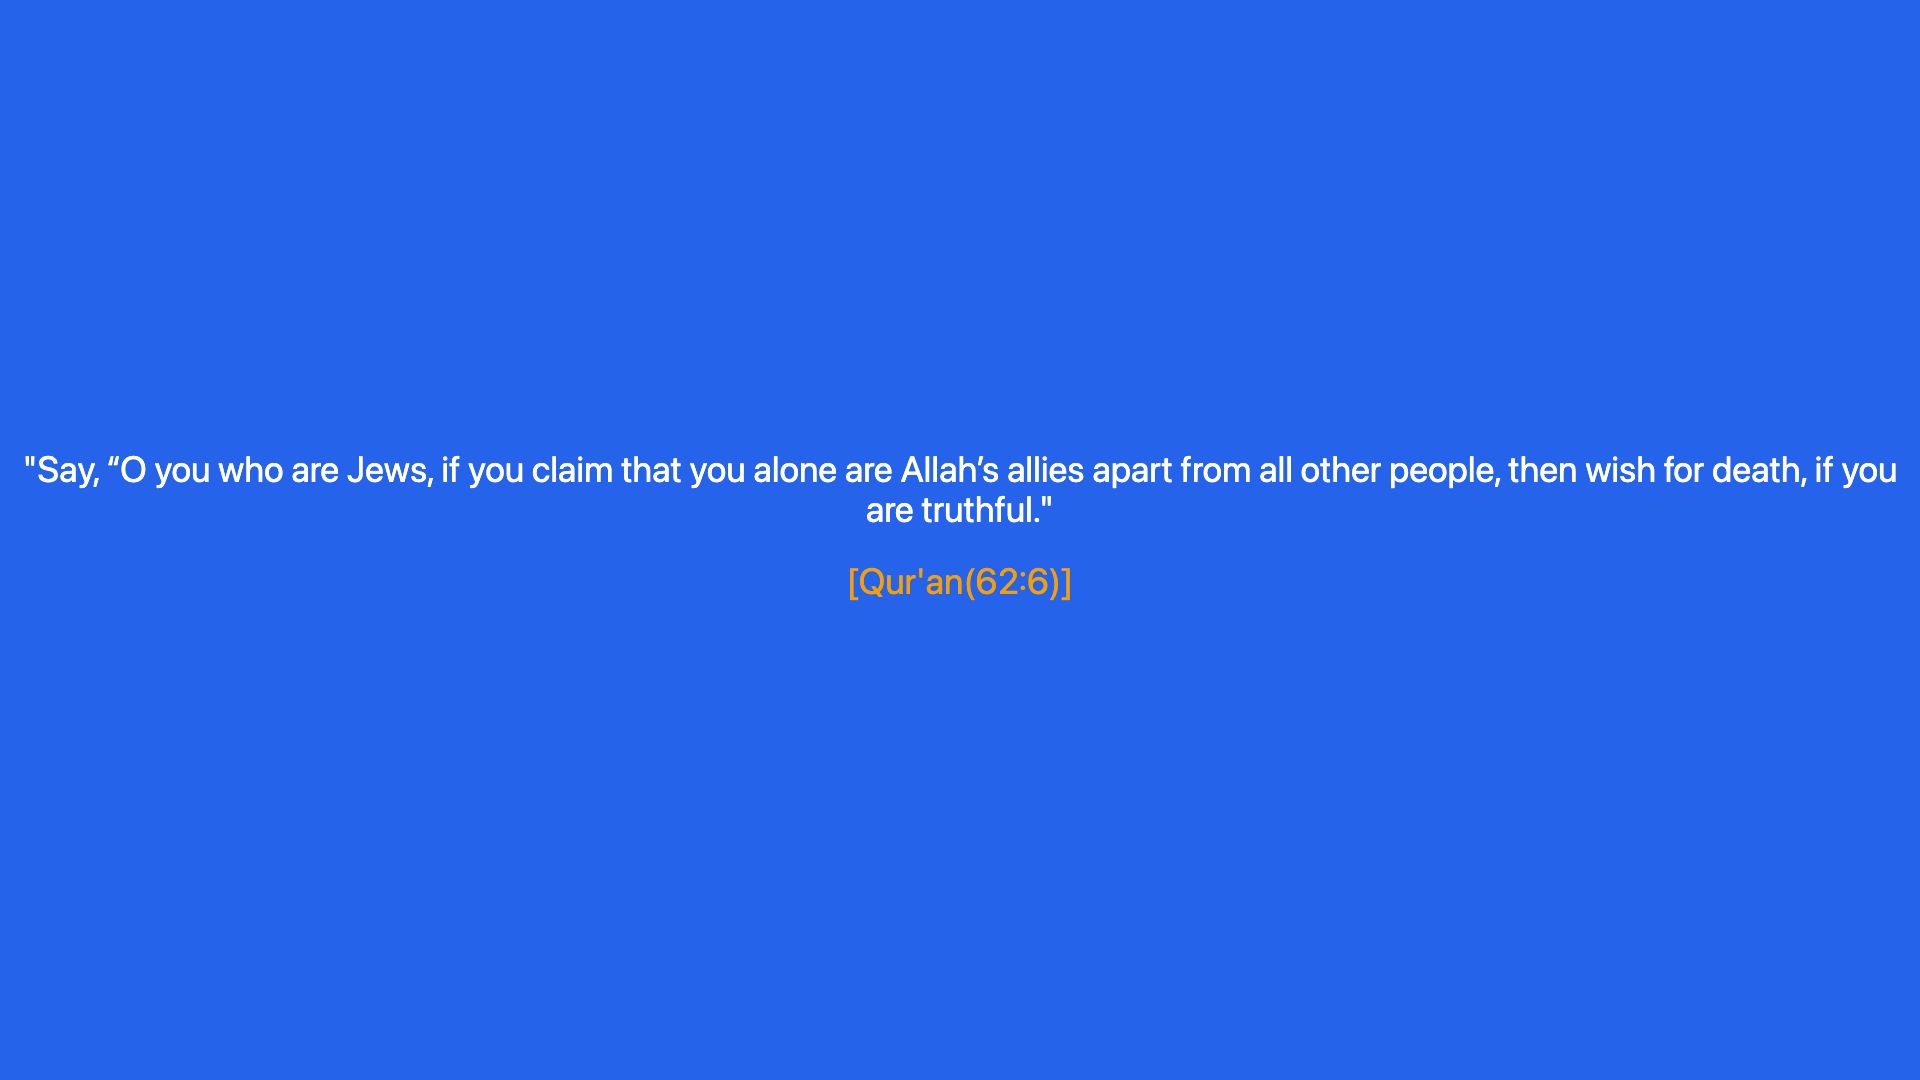 "Say, “O you who are Jews, if you claim that you alone are Allah’s allies apart from all other people, then wish for death, if you
are truthful."
[Qur'an(62:6)]